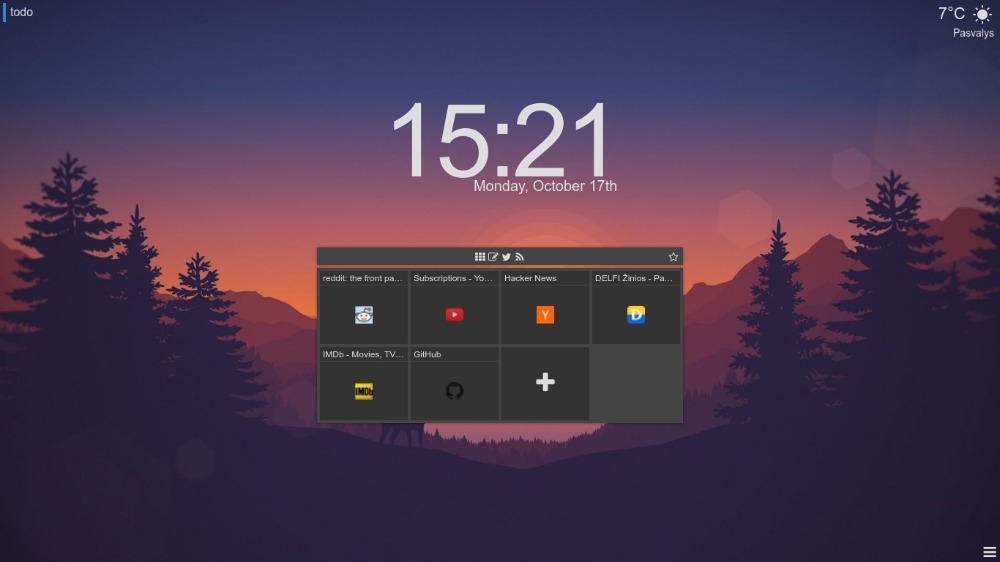 todo
7°C
Pasvalys
15:21
Monday, October 17th
reddit: the front pa...
Subscriptions - Yo...
Hacker News
DELFI Žinios - Pa...
Y
D
IMDb - Movies, TV...
GitHub
IMDb